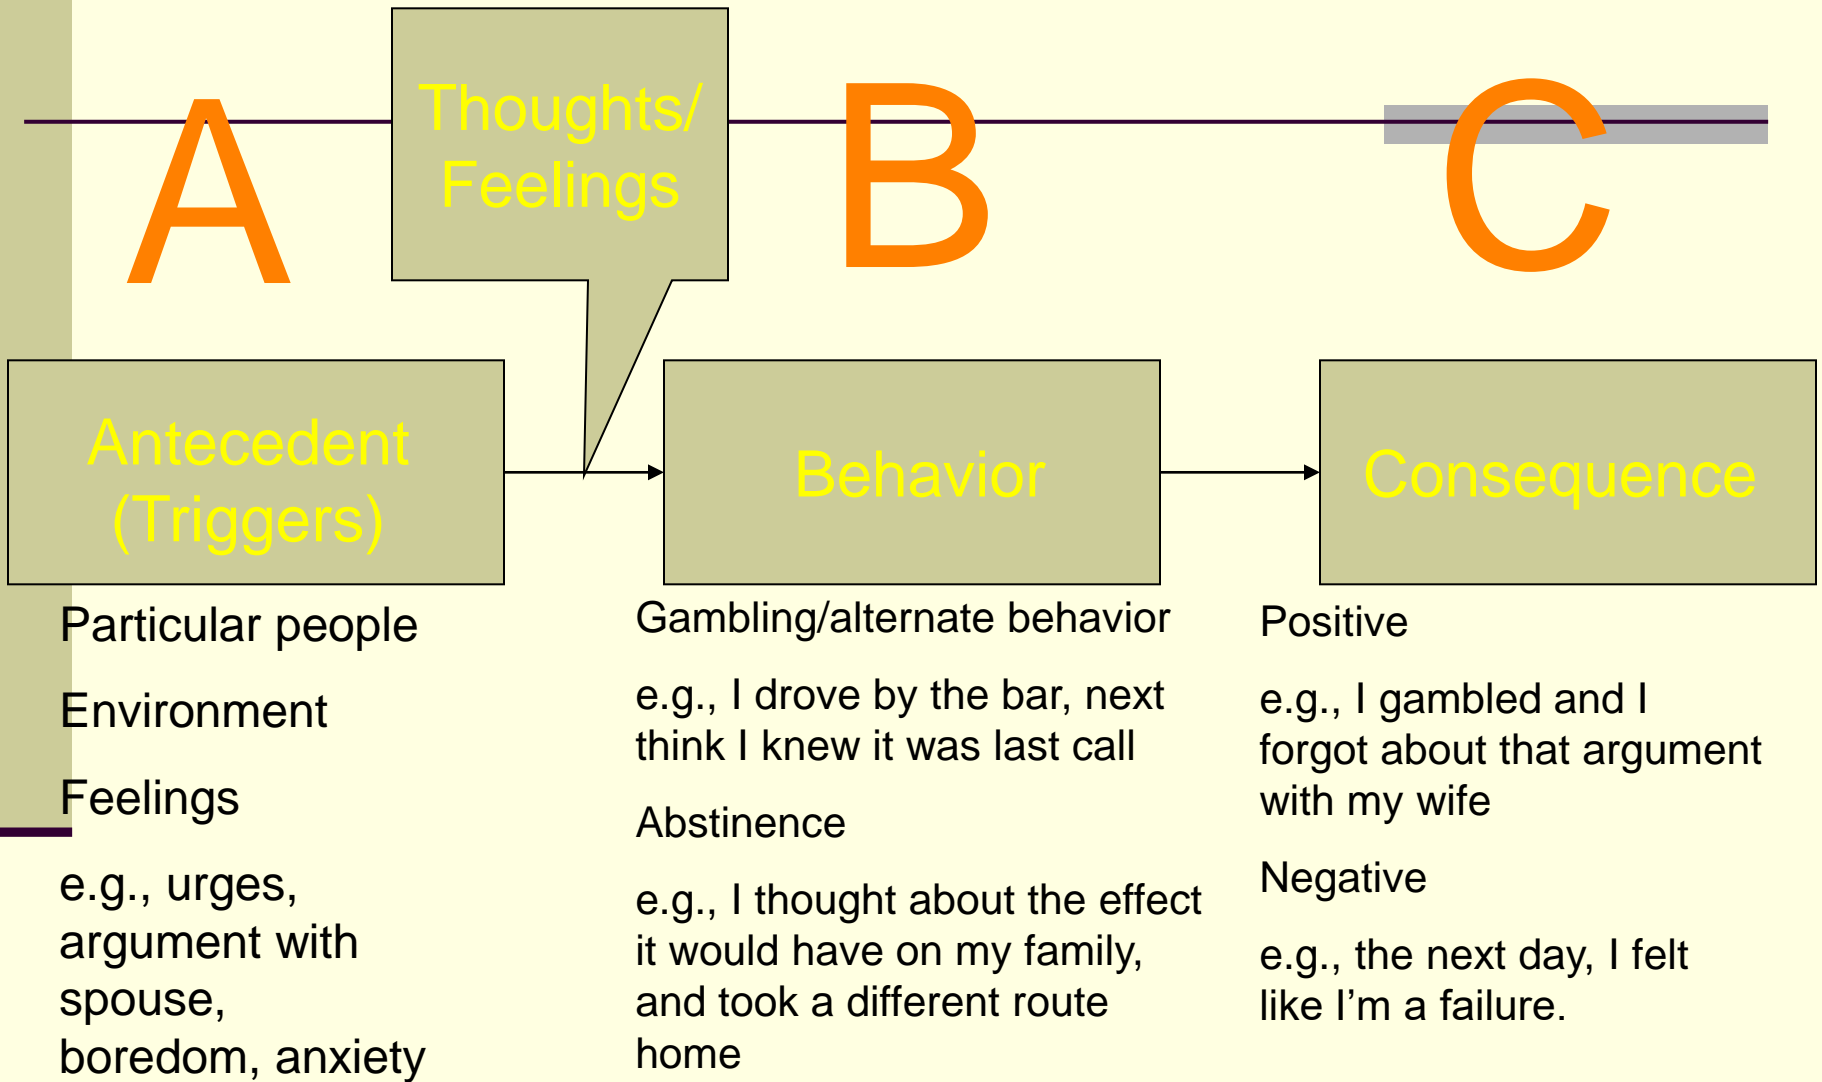 A
Thoughts/
Feelings
B
C
Antecedent
(Triggers)
Behavior
Consequence
Particular people
Environment
Feelings
e.g., urges,
argument with
spouse,
boredom, anxiety
Gambling/alternate behavior
e.g., I drove by the bar, next
think I knew it was last call
Abstinence
e.g., I thought about the effect
it would have on my family,
and took a different route
home
Positive
e.g., I gambled and I
forgot about that argument
with my wife
Negative
e.g., the next day, I felt
like I’m a failure.